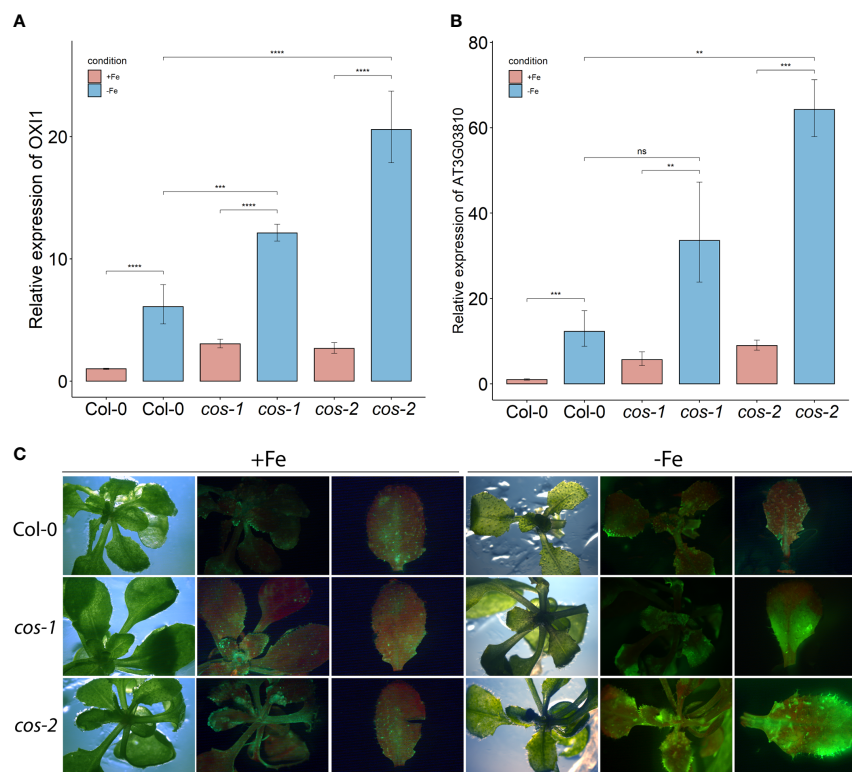 A
Relative expression of OXI1
condition
+Fe
-Fe
****
****
***
****
****
20
10
0
Col-0 Col-0 cos-1 cos-1 cos-2 cos-2
B
Relative expression of AT3G03810
condition
+Fe
-Fe
**
***
ns
**
***
80
60
40
20
0
Col-0 Col-0 cos-1 cos-1 cos-2 cos-2
C
+Fe -Fe
Col-0
cos-1
cos-2